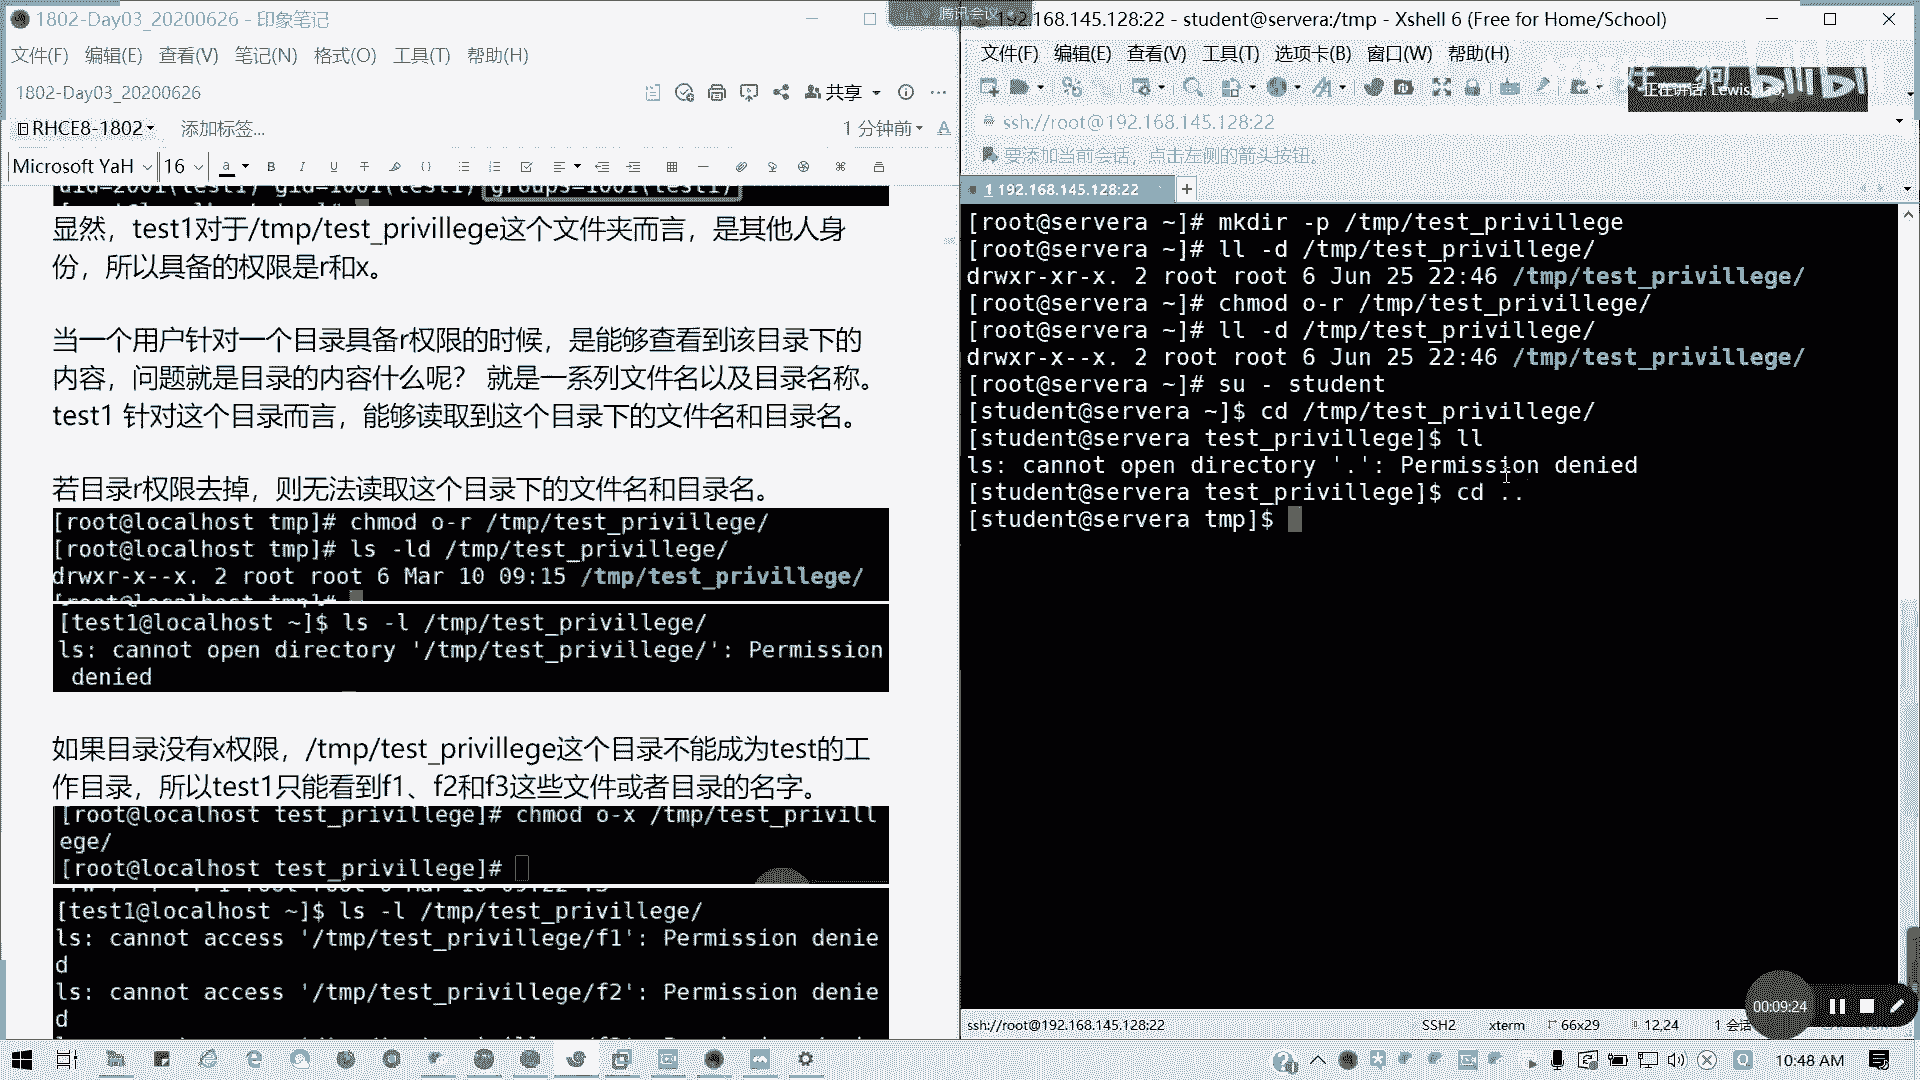 1802-Day03_20200626 - 印象笔记
文件(F) 编辑(E) 查看(V) 笔记(N) 格式(O) 工具(T) 帮助(H)
1802-Day03_20200626
共享
RHCE8-1802 添加标签...
1 分钟前
Microsoft YaH 16
显然，test1对于/tmp/test_privillege这个文件夹而言，是其他人身
份，所以具备的权限是r和x。
当一个用户针对一个目录具备r权限的时候，是能够查看到该目录下的
内容，问题就是目录的内容什么呢？ 就是一系列文件名以及目录名称。
test1 针对这个目录而言，能够读取到这个目录下的文件名和目录名。
若目录r权限去掉，则无法读取这个目录下的文件名和目录名。
[root@localhost tmp]# chmod o-r /tmp/test_privillege/
[root@localhost tmp]# ls -ld /tmp/test_privillege/
drwxr-x--x. 2 root root 6 Mar 10 09:15 /tmp/test_privillege/
[root@localhost tmp]#
[test1@localhost ~]$ ls -l /tmp/test_privillege/
ls: cannot open directory '/tmp/test_privillege/': Permission
denied
如果目录没有x权限，/tmp/test_privillege这个目录不能成为test的工
作目录，所以test1只能看到f1、f2和f3这些文件或者目录的名字。
[root@localhost test_privillege]# chmod o-x /tmp/test_privill
ege/
[root@localhost test_privillege]#
[test1@localhost ~]$ ls -l /tmp/test_privillege/
ls: cannot access '/tmp/test_privillege/f1': Permission denie
d
ls: cannot access '/tmp/test_privillege/f2': Permission denie
d
腾讯会议
192.168.145.128:22 - student@servera:/tmp - Xshell 6 (Free for Home/School)
文件(F) 编辑(E) 查看(V) 工具(T) 选项卡(B) 窗口(W) 帮助(H)
正在讲话: Lewis
bilibili
ssh://root@192.168.145.128:22
要添加当前会话，点击左侧的箭头按钮。
1 192.168.145.128:22
[root@servera ~]# mkdir -p /tmp/test_privillege
[root@servera ~]# ll -d /tmp/test_privillege/
drwxr-xr-x. 2 root root 6 Jun 25 22:46 /tmp/test_privillege/
[root@servera ~]# chmod o-r /tmp/test_privillege/
[root@servera ~]# ll -d /tmp/test_privillege/
drwxr-x--x. 2 root root 6 Jun 25 22:46 /tmp/test_privillege/
[root@servera ~]# su - student
[student@servera ~]$ cd /tmp/test_privillege/
[student@servera test_privillege]$ ll
ls: cannot open directory '.': Permission denied
[student@servera test_privillege]$ cd ..
[student@servera tmp]$
00:09:24
ssh://root@192.168.145.128:22 SSH2 xterm 66x29 12,24 1 会话
10:48 AM